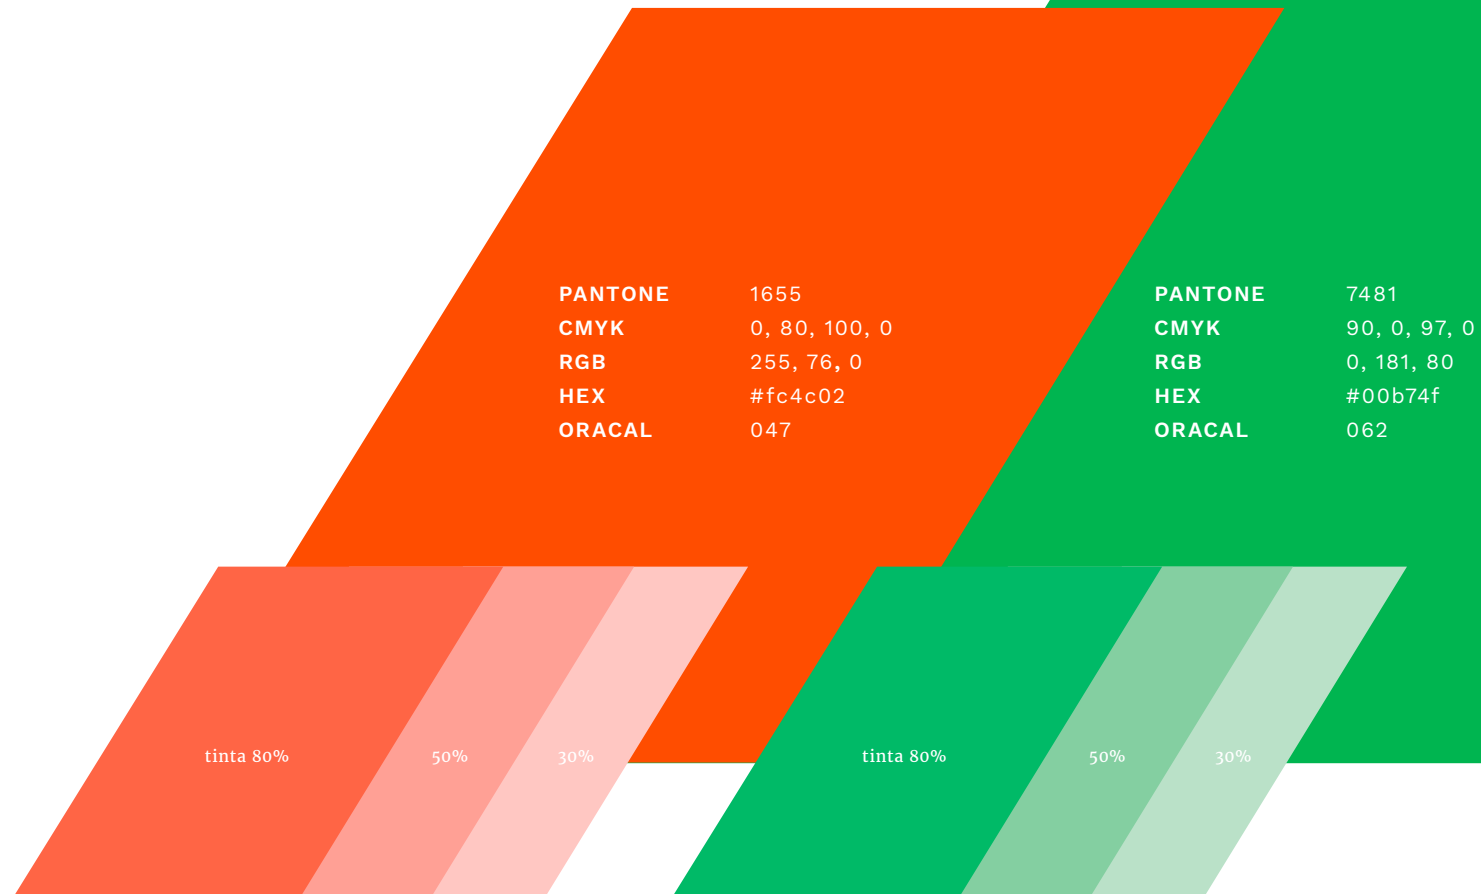 PANTONE 1655
CMYK 0, 80, 100, 0
RGB 255, 76, 0
HEX #fc4c02
ORACAL 047
PANTONE 7481
CMYK 90, 0, 97, 0
RGB 0, 181, 80
HEX #00b74f
ORACAL 062
tinta 80% 50% 30%
tinta 80% 50% 30%